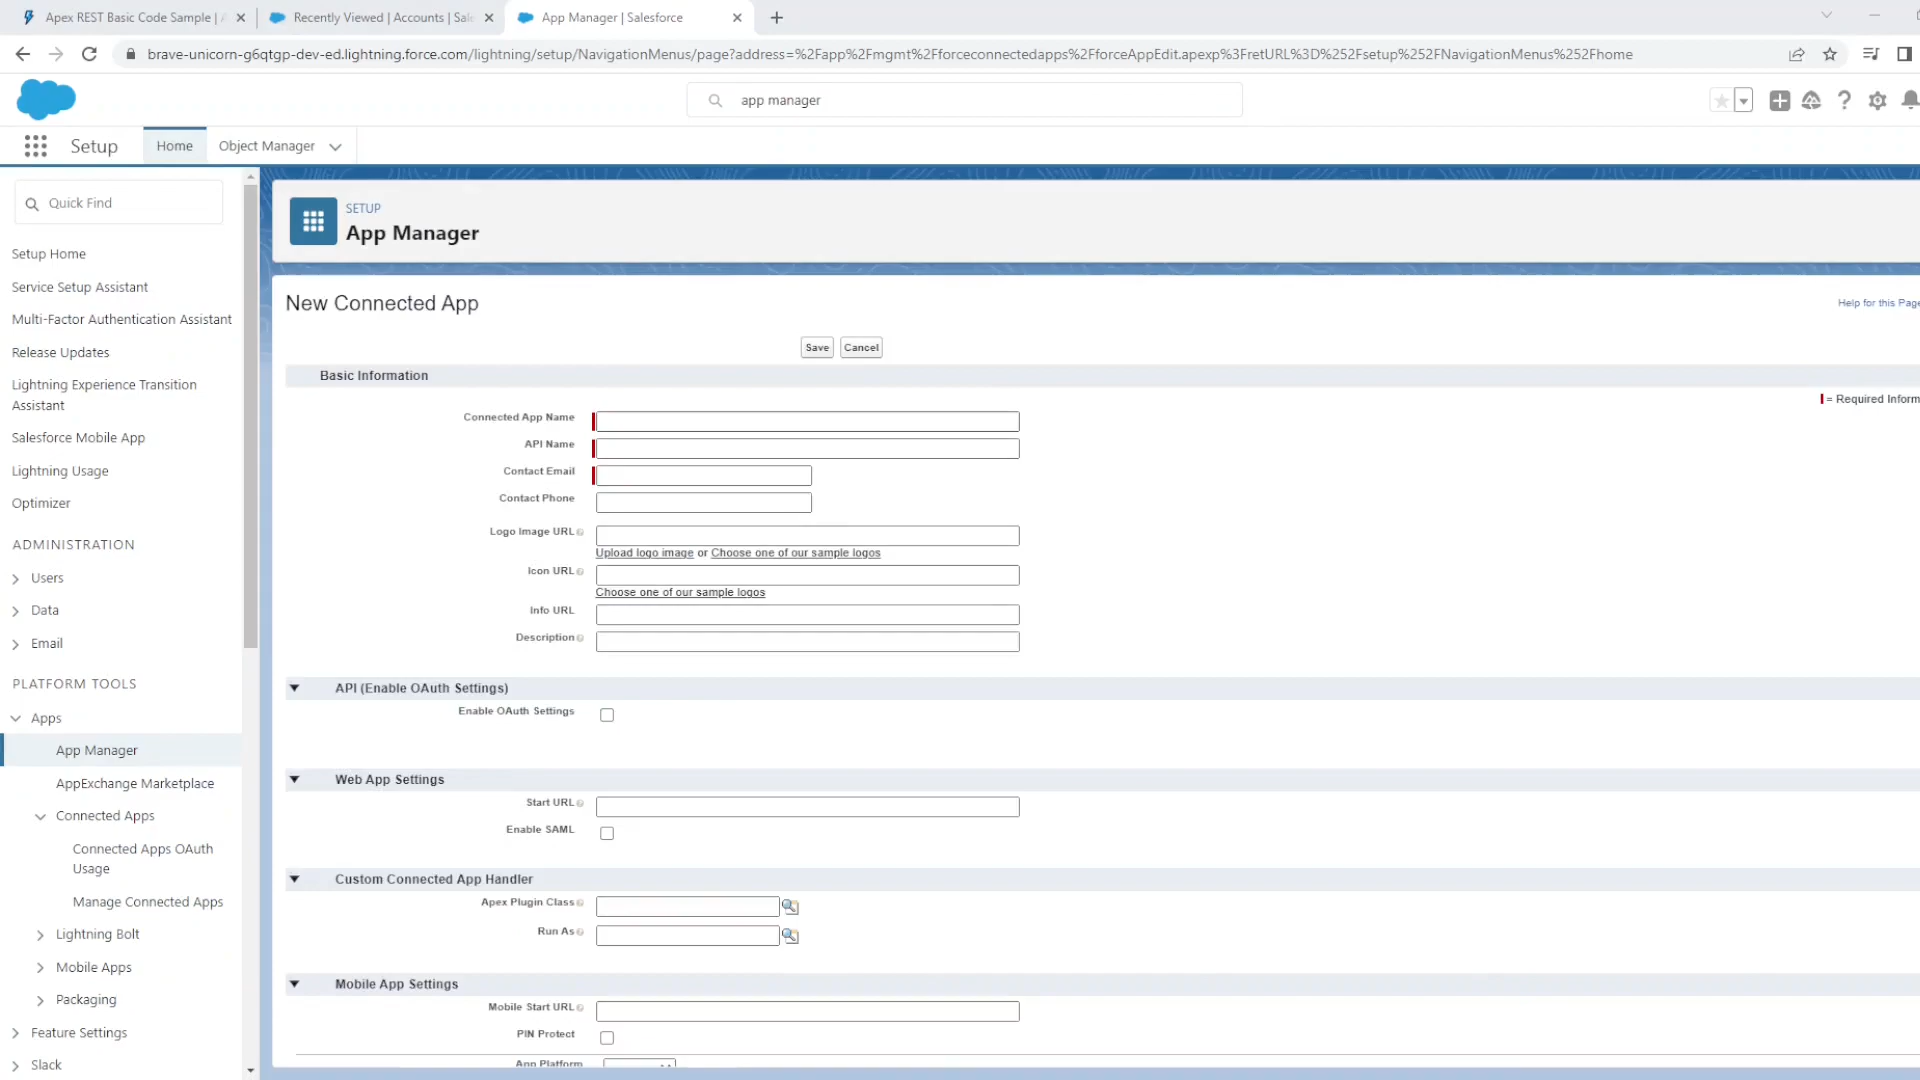 Apex REST Basic Code Sample |
Recently Viewed | Accounts | Sal
App Manager | Salesforce
brave-unicorn-g6qtgp-dev-ed.lightning.force.com/lightning/setup/NavigationMenus/page?address=%2Fapp%2Fmgmt%2Fforceconnectedapps%2FforceAppEdit.apexp%3FretURL%3D%252Fsetup%252FNavigationMenus%252Fhome
app manager
Setup
Home
Object Manager
Quick Find
Setup Home
Service Setup Assistant
Multi-Factor Authentication Assistant
Release Updates
Lightning Experience Transition
Assistant
Salesforce Mobile App
Lightning Usage
Optimizer
ADMINISTRATION
Users
Data
Email
PLATFORM TOOLS
Apps
App Manager
AppExchange Marketplace
Connected Apps
Connected Apps OAuth
Usage
Manage Connected Apps
Lightning Bolt
Mobile Apps
Packaging
Feature Settings
Slack
SETUP
App Manager
New Connected App
Help for this Page
Save Cancel
Basic Information
= Required Inform
Connected App Name
API Name
Contact Email
Contact Phone
Logo Image URL
Upload logo image or Choose one of our sample logos
Icon URL
Choose one of our sample logos
Info URL
Description
API (Enable OAuth Settings)
Enable OAuth Settings
Web App Settings
Start URL
Enable SAML
Custom Connected App Handler
Apex Plugin Class
Run As
Mobile App Settings
Mobile Start URL
PIN Protect
App Platform